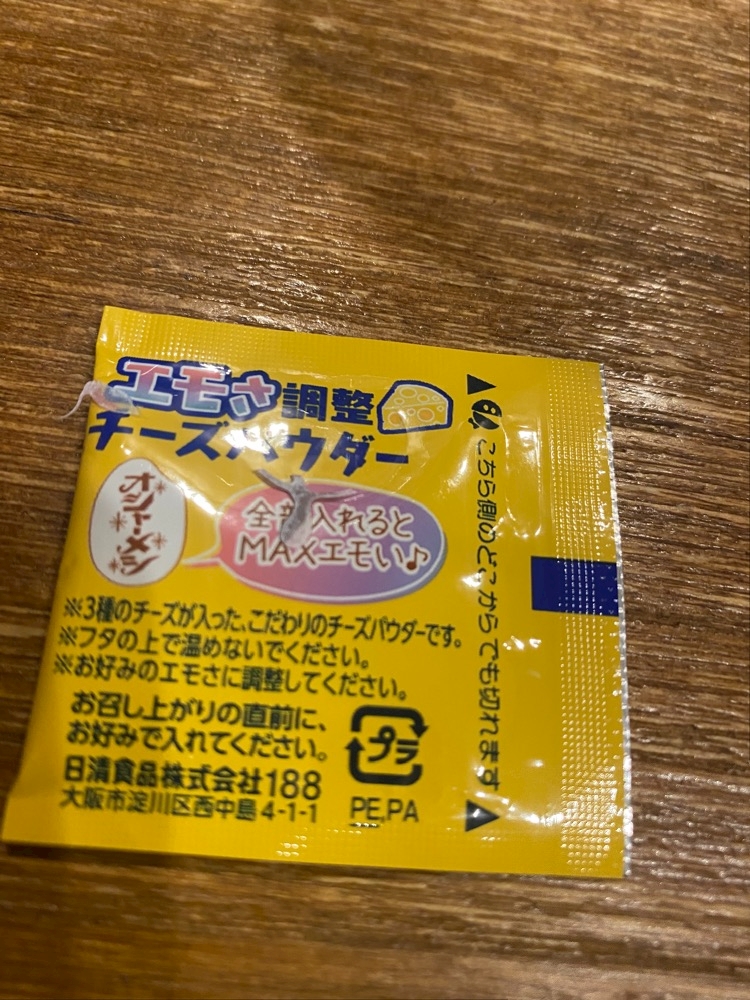 エモさ調整
チーズパウダー
オシャーメシ
全部入れると
MAXエモい♪
※3種のチーズが入った、こだわりのチーズパウダーです。
※フタの上で温めないでください。
※お好みのエモさに調整してください。
お召し上がりの直前に、
お好みで入れてください。
日清食品株式会社188
大阪市淀川区西中島4-1-1
プラ
PE,PA
こちら側のどこからでも切れます